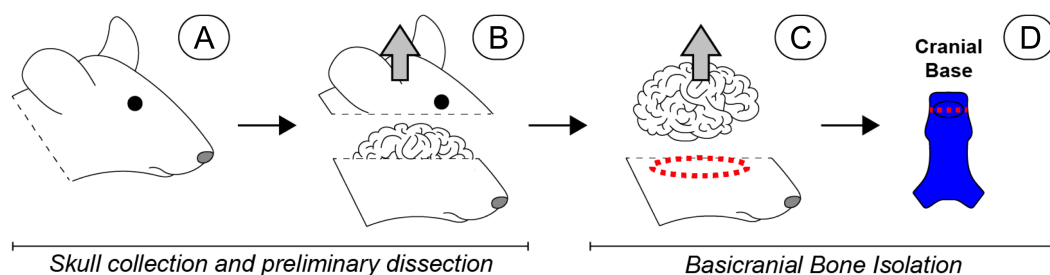 A
B
C
D
Cranial
Base
Skull collection and preliminary dissection
Basicranial Bone Isolation